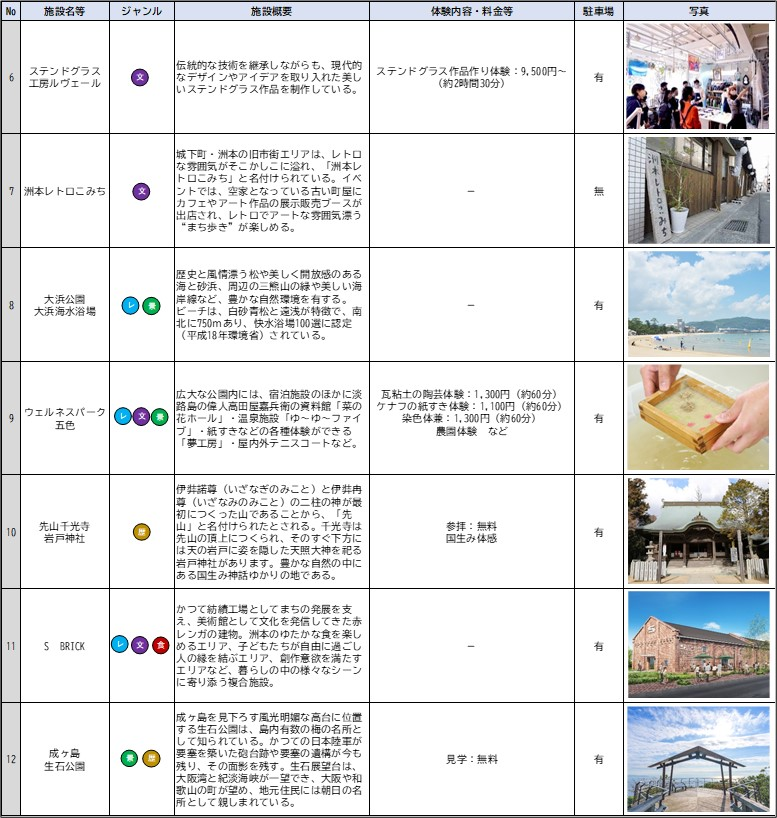 No 施設名等 ジャンル 施設概要 体験内容・料金等 駐車場 写真
6
ステンドグラス
工房ルヴェール
文
伝統的な技術を継承しながらも、現代的
なデザインやアイデアを取り入れた美し
いステンドグラス作品を制作している。
ステンドグラス作品作り体験：9,500円～
（約2時間30分）
有
7
洲本レトロこみち
文
城下町・洲本の旧市街エリアは、レトロ
な雰囲気がそこかしこに溢れ、「洲本レ
トロこみち」と名付けられている。イベ
ントでは、空家となっている古い町屋に
カフェやアート作品の展示販売ブースが
出店され、レトロでアートな雰囲気漂う
“まち歩き”が楽しめる。
－
無
洲本レトロこみち
8
大浜公園
大浜海水浴場
レ 景
歴史と風情漂う松や美しく開放感のある
海と砂浜、周辺の三熊山の緑や美しい海
岸線など、豊かな自然環境を有する。
ビーチは、白砂青松と遠浅が特徴で、南
北に750mあり、快水浴場100選に認定
（平成18年環境省）されている。
－
有
9
ウェルネスパーク
五色
レ 文 景
広大な公園内には、宿泊施設のほかに淡
路島の偉人高田屋嘉兵衛の資料館「菜の
花ホール」・温泉施設「ゆ～ゆ～ファイ
ブ」・紙すきなどの各種体験ができる
「夢工房」・屋内外テニスコートなど。
瓦粘土の陶芸体験：1,300円（約60分）
ケナフの紙すき体験：1,100円（約60分）
染色体兼：1,300円（約60分）
農園体験　など
有
10
先山千光寺
岩戸神社
歴
伊弉諾尊（いざなぎのみこと）と伊弉冉
尊（いざなみのみこと）の二柱の神が最
初につくった山であることから、「先
山」と名付けられたとされる。千光寺は
先山の頂上につくられ、そのすぐ下方に
は天の岩戸に姿を隠した天照大神を祀る
岩戸神社があります。豊かな自然の中に
ある国生み神話ゆかりの地である。
参拝：無料
国生み体感
有
11
S　BRICK
レ 文 食
かつて紡績工場としてまちの発展を支
え、美術館として文化を発信してきた赤
レンガの建物。洲本のゆたかな食を楽し
めるエリア、子どもたちが自由に過ごし
人の縁を結ぶエリア、創作意欲を満たす
エリアなど、暮らしの中の様々なシーン
に寄り添う複合施設。
－
有
S
12
成ヶ島
生石公園
景 歴
成ヶ島を見下ろす風光明媚な高台に位置
する生石公園は、島内有数の梅の名所と
して知られている。かつての日本陸軍が
要塞を築いた砲台跡や要塞の遺構が今も
残り、その面影を残す。生石展望台は、
大阪湾と紀淡海峡が一望でき、大阪や和
歌山の町が望め、地元住民には朝日の名
所として親しまれている。
見学：無料
有